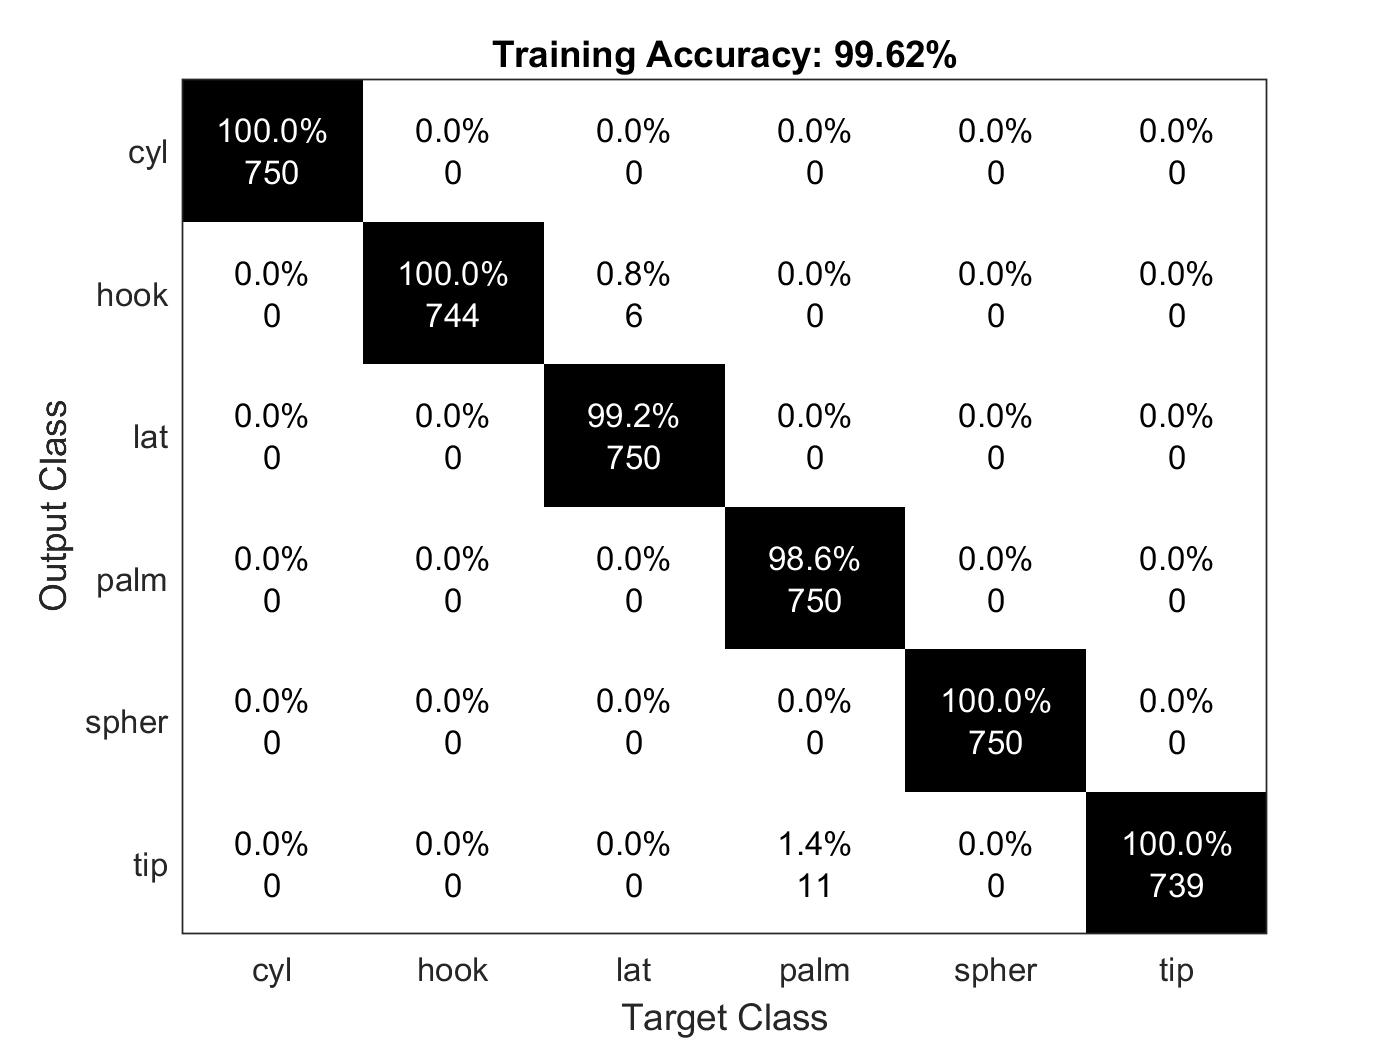 Training Accuracy: 99.62%
cyl 100.0% 0.0% 0.0% 0.0% 0.0% 0.0%
750 0 0 0 0 0
hook 0.0% 100.0% 0.8% 0.0% 0.0% 0.0%
0 744 6 0 0 0
lat 0.0% 0.0% 99.2% 0.0% 0.0% 0.0%
0 0 750 0 0 0
palm 0.0% 0.0% 0.0% 98.6% 0.0% 0.0%
0 0 0 750 0 0
spher 0.0% 0.0% 0.0% 0.0% 100.0% 0.0%
0 0 0 0 750 0
tip 0.0% 0.0% 0.0% 1.4% 0.0% 100.0%
0 0 0 11 0 739
cyl hook lat palm spher tip
Target Class
Output Class